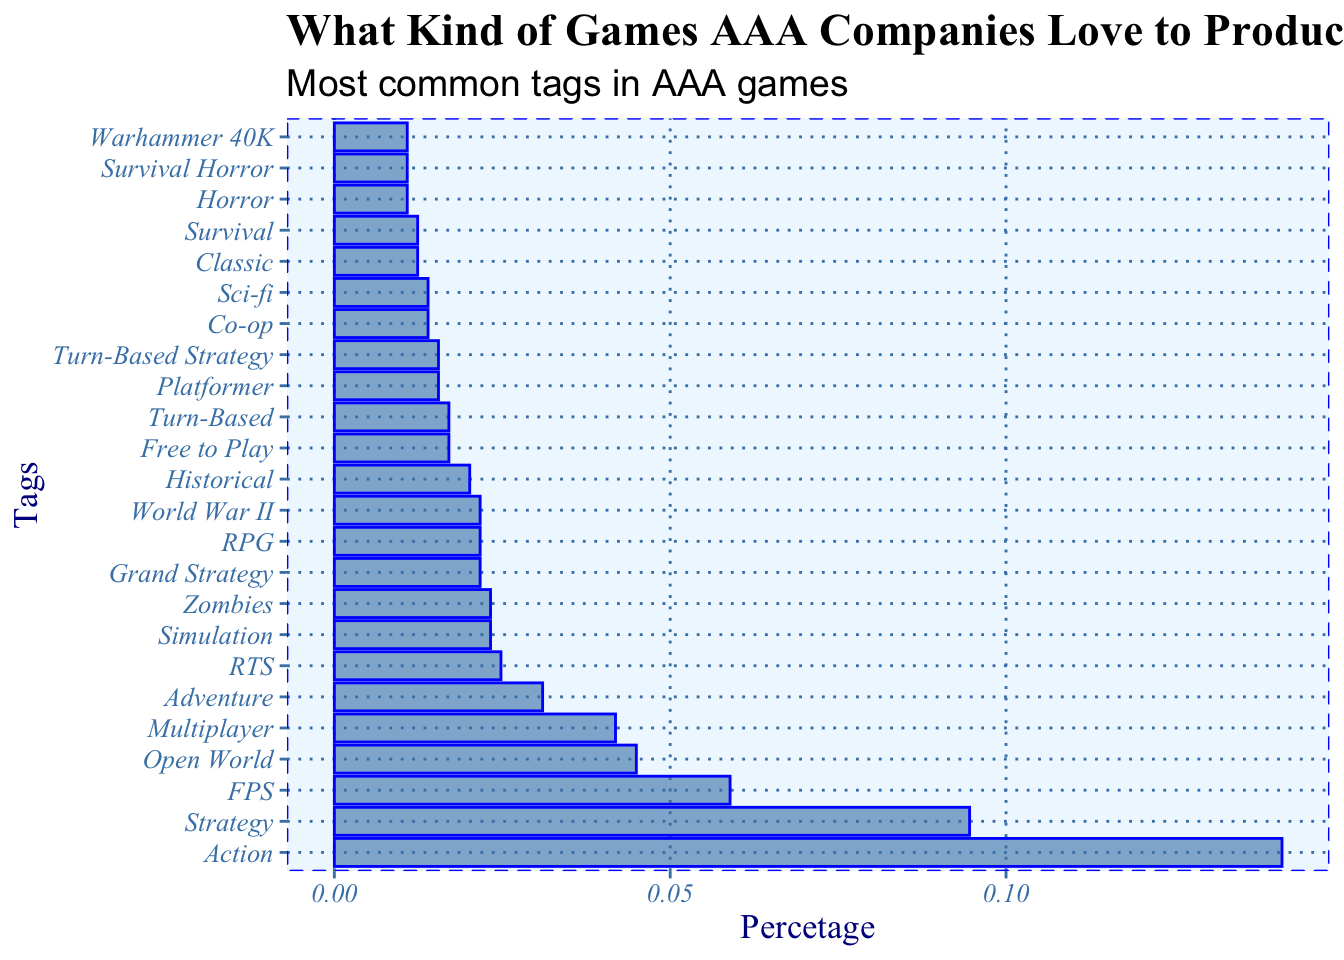 What Kind of Games AAA Companies Love to Produc
Most common tags in AAA games
Tags
Warhammer 40K
Survival Horror
Horror
Survival
Classic
Sci-fi
Co-op
Turn-Based Strategy
Platformer
Turn-Based
Free to Play
Historical
World War II
RPG
Grand Strategy
Zombies
Simulation
RTS
Adventure
Multiplayer
Open World
FPS
Strategy
Action
0.00 0.05 0.10
Percetage